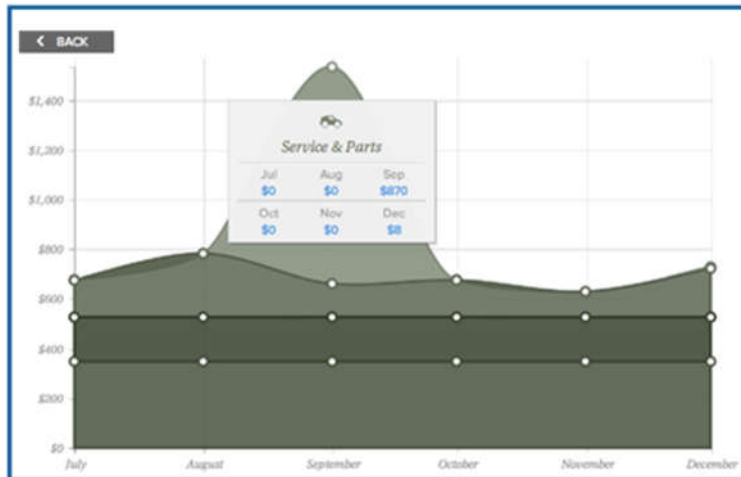 BACK
$1,400
$1,200
$1,000
$800
$600
$400
$200
$0
Service & Parts
Jul Aug Sep
$0 $0 $870
Oct Nov Dec
$0 $0 $8
July August September October November December